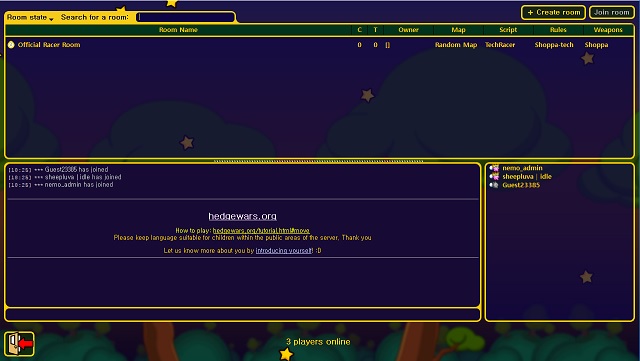 Room state Search for a room: + Create room Join room
Room Name C T Owner Map Script Rules Weapons
Official Racer Room 0 0 [] Random Map TechRacer Shoppa-tech Shoppa
[10:25] *** Guest23385 has joined
[10:25] *** sheepluva | idle has joined
[10:25] *** nemo_admin has joined
hedgewars.org
How to play: hedgewars.org/tutorial.html#move
Please keep language suitable for children within the public areas of the server, Thank you
Let us know more about you by introducing yourself! :D
nemo_admin
sheepluva | idle
Guest23385
3 players online